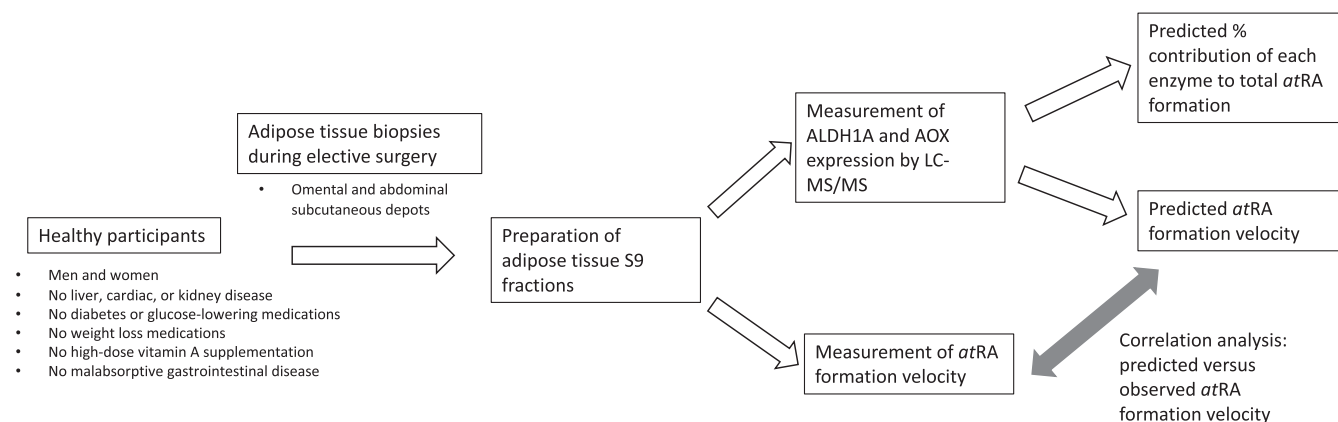 Healthy participants
• Men and women
• No liver, cardiac, or kidney disease
• No diabetes or glucose-lowering medications
• No weight loss medications
• No high-dose vitamin A supplementation
• No malabsorptive gastrointestinal disease
Adipose tissue biopsies
during elective surgery
• Omental and abdominal
subcutaneous depots
Preparation of
adipose tissue S9
fractions
Measurement of
ALDH1A and AOX
expression by LC-
MS/MS
Measurement of atRA
formation velocity
Predicted %
contribution of each
enzyme to total atRA
formation
Predicted atRA
formation velocity
Correlation analysis:
predicted versus
observed atRA
formation velocity